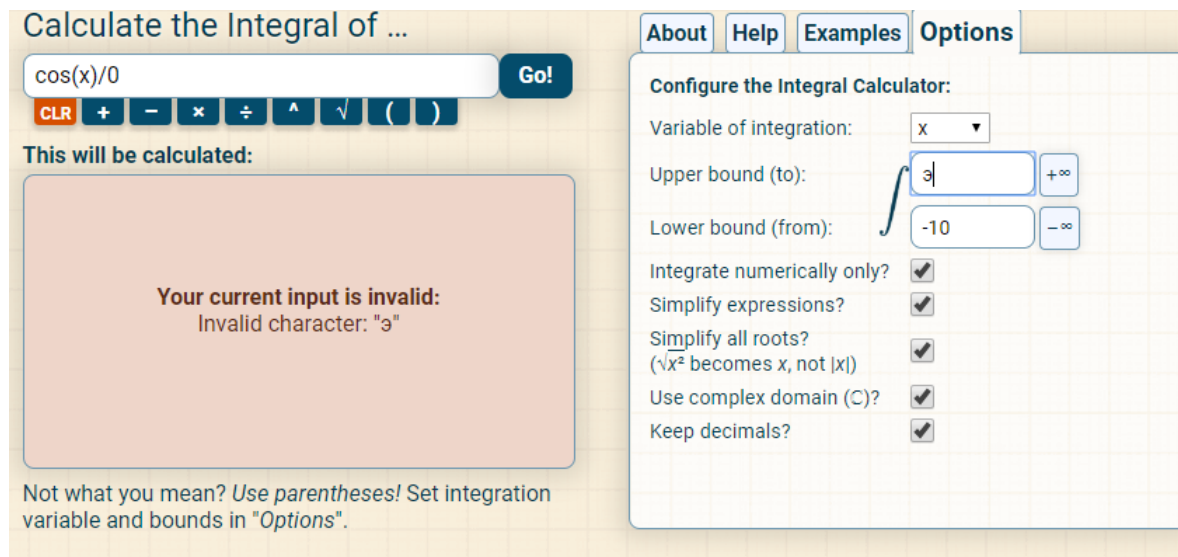 Calculate the Integral of ...
cos(x)/0
Go!
CLR + − × ÷ ^ √ ( )
This will be calculated:
Your current input is invalid:
Invalid character: "э"
Not what you mean? Use parentheses! Set integration
variable and bounds in "Options".
About Help Examples Options
Configure the Integral Calculator:
Variable of integration: x ▼
Upper bound (to): ∫ э +∞
Lower bound (from): -10 −∞
Integrate numerically only? ✔
Simplify expressions? ✔
Simplify all roots?
(√x² becomes x, not |x|) ✔
Use complex domain (ℂ)? ✔
Keep decimals? ✔